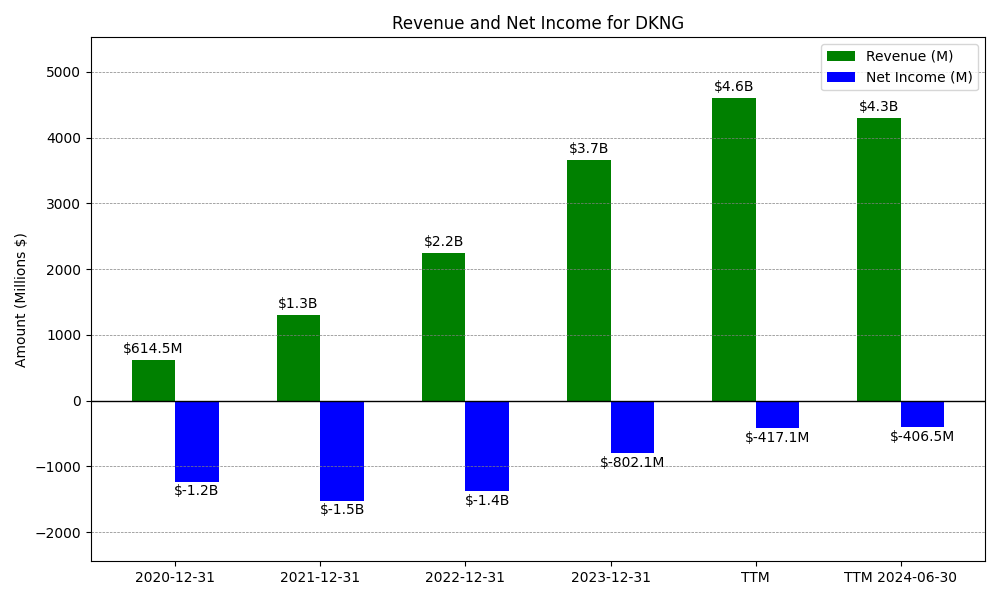 Revenue and Net Income for DKNG
Revenue (M)
Net Income (M)
Amount (Millions $)
5000
4000
3000
2000
1000
0
−1000
−2000
$614.5M
$1.3B
$2.2B
$3.7B
$4.6B
$4.3B
$-1.2B
$-1.5B
$-1.4B
$-802.1M
$-417.1M
$-406.5M
2020-12-31
2021-12-31
2022-12-31
2023-12-31
TTM
TTM 2024-06-30